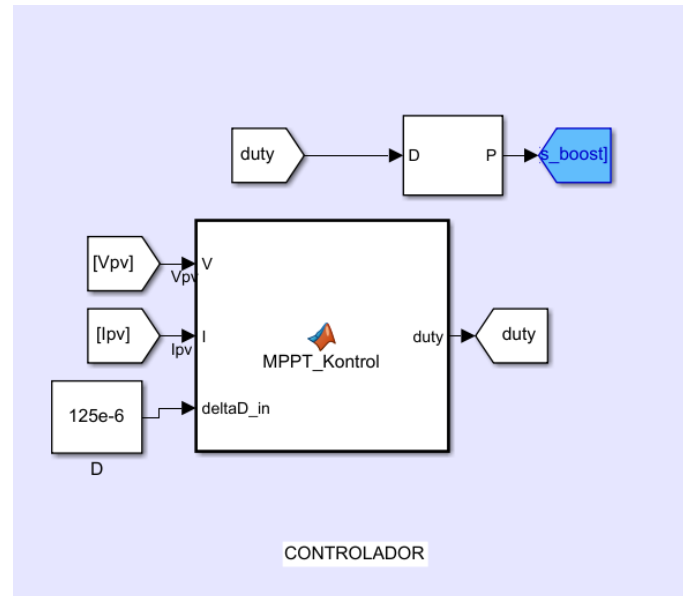 duty
D
P
s_boost]
[Vpv]
Vpv
V
[Ipv]
Ipv
I
MPPT_Kontrol
duty
duty
125e-6
deltaD_in
D
CONTROLADOR